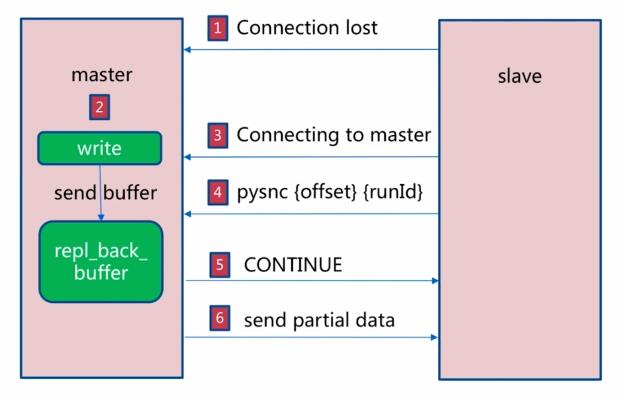 1 Connection lost
master
slave
2
3 Connecting to master
write
4 pysnc {offset} {runId}
send buffer
repl_back_
buffer
5 CONTINUE
6 send partial data